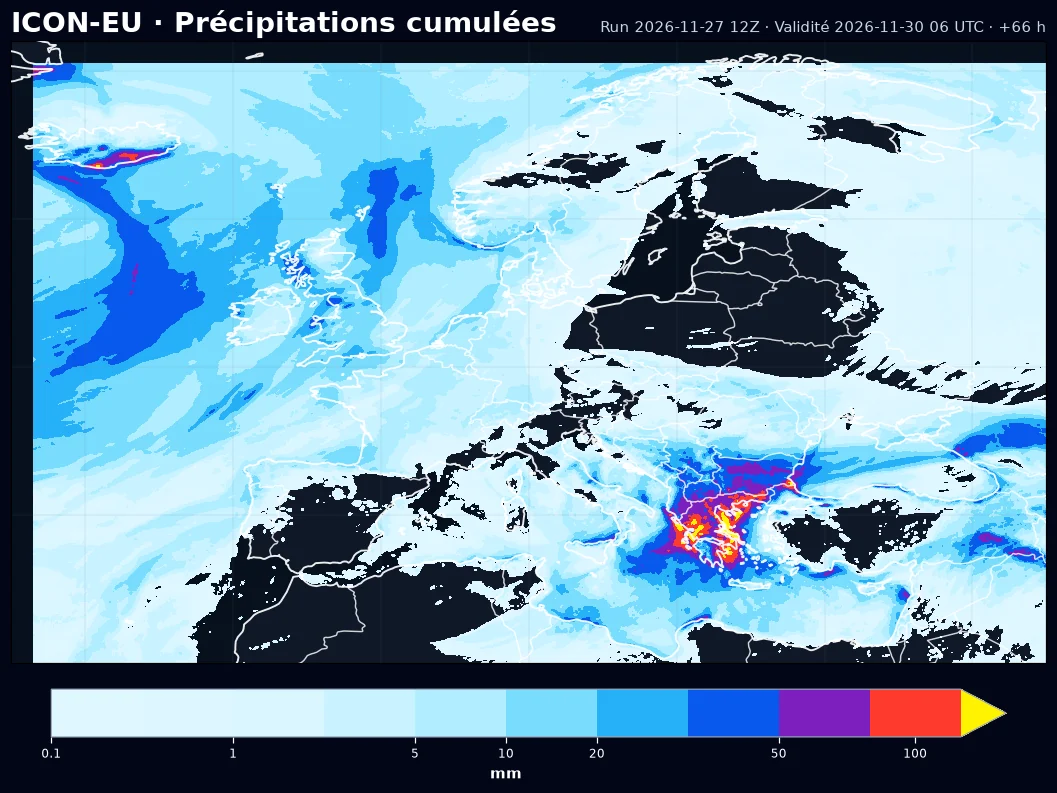 ICON-EU · Précipitations cumulées
Run 2026-11-27 12Z · Validité 2026-11-30 06 UTC · +66 h
0.1 1 5 10 20 50 100
mm